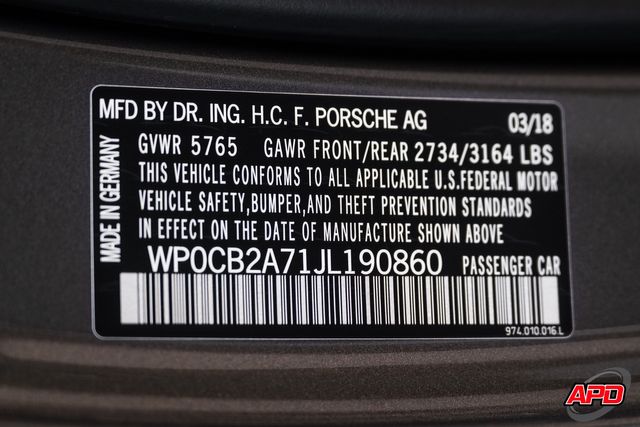 MFD BY DR. ING. H.C. F. PORSCHE AG 03/18
GVWR 5765 GAWR FRONT/REAR 2734/3164 LBS
THIS VEHICLE CONFORMS TO ALL APPLICABLE U.S.FEDERAL MOTOR
VEHICLE SAFETY,BUMPER,AND THEFT PREVENTION STANDARDS
IN EFFECT ON THE DATE OF MANUFACTURE SHOWN ABOVE
WP0CB2A71JL190860 PASSENGER CAR
MADE IN GERMANY
974.010.016.L
APD